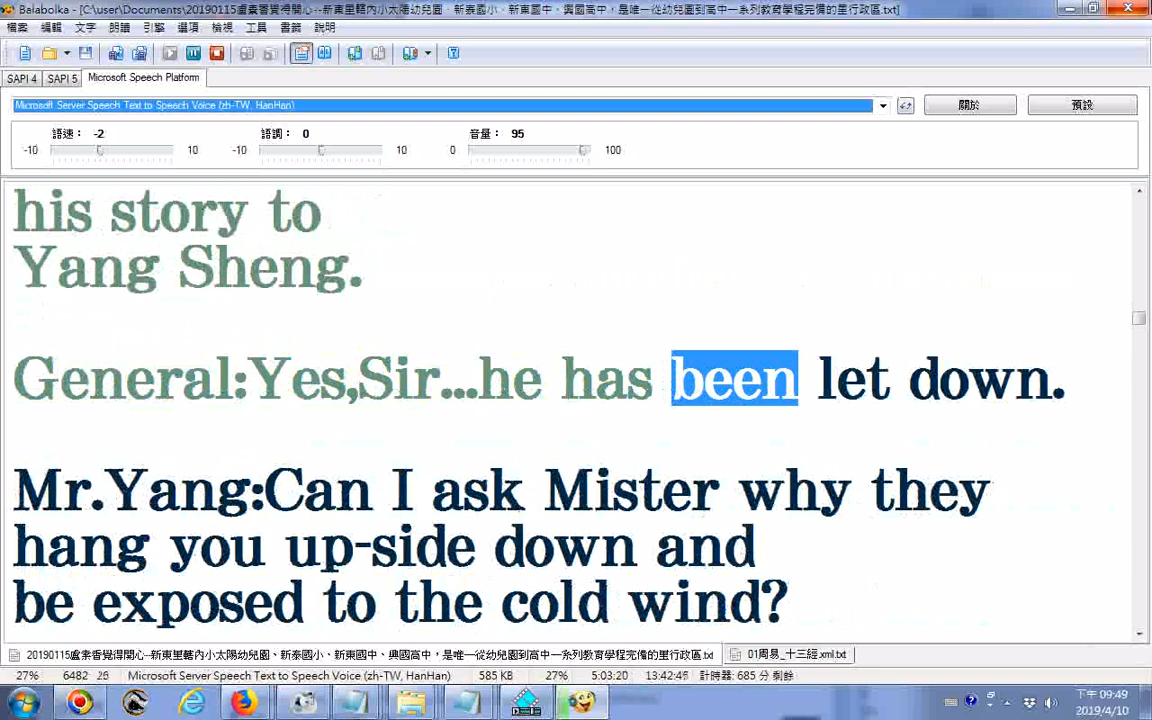 Balabolka - [C:\user\Documents\20190115盧素香覺得開心--新東里轄內小太陽幼兒園、新泰國小、新東國中、興國高中，是唯一從幼兒園到高中一系列教育學程完備的里行政區.txt]
檔案 編輯 文字 朗讀 引擎 選項 檢視 工具 書籤 說明
SAPI 4 SAPI 5 Microsoft Speech Platform
Microsoft Server Speech Text to Speech Voice (zh-TW, HanHan)
關於 預設
語速： -2 語調： 0 音量： 95
-10 10 -10 10 0 100
his story to
Yang Sheng.
General:Yes,Sir...he has been let down.
Mr.Yang:Can I ask Mister why they
hang you up-side down and
be exposed to the cold wind?
20190115盧素香覺得開心--新東里轄內小太陽幼兒園、新泰國小、新東國中、興國高中，是唯一從幼兒園到高中一系列教育學程完備的里行政區.txt 01周易_十三經.xml.txt
27% 6482 : 26 Microsoft Server Speech Text to Speech Voice (zh-TW, HanHan) 585 KB 27% 5:03:20 13:42:45 計時器: 685 分 剩餘
下午 09:49
2019/4/10